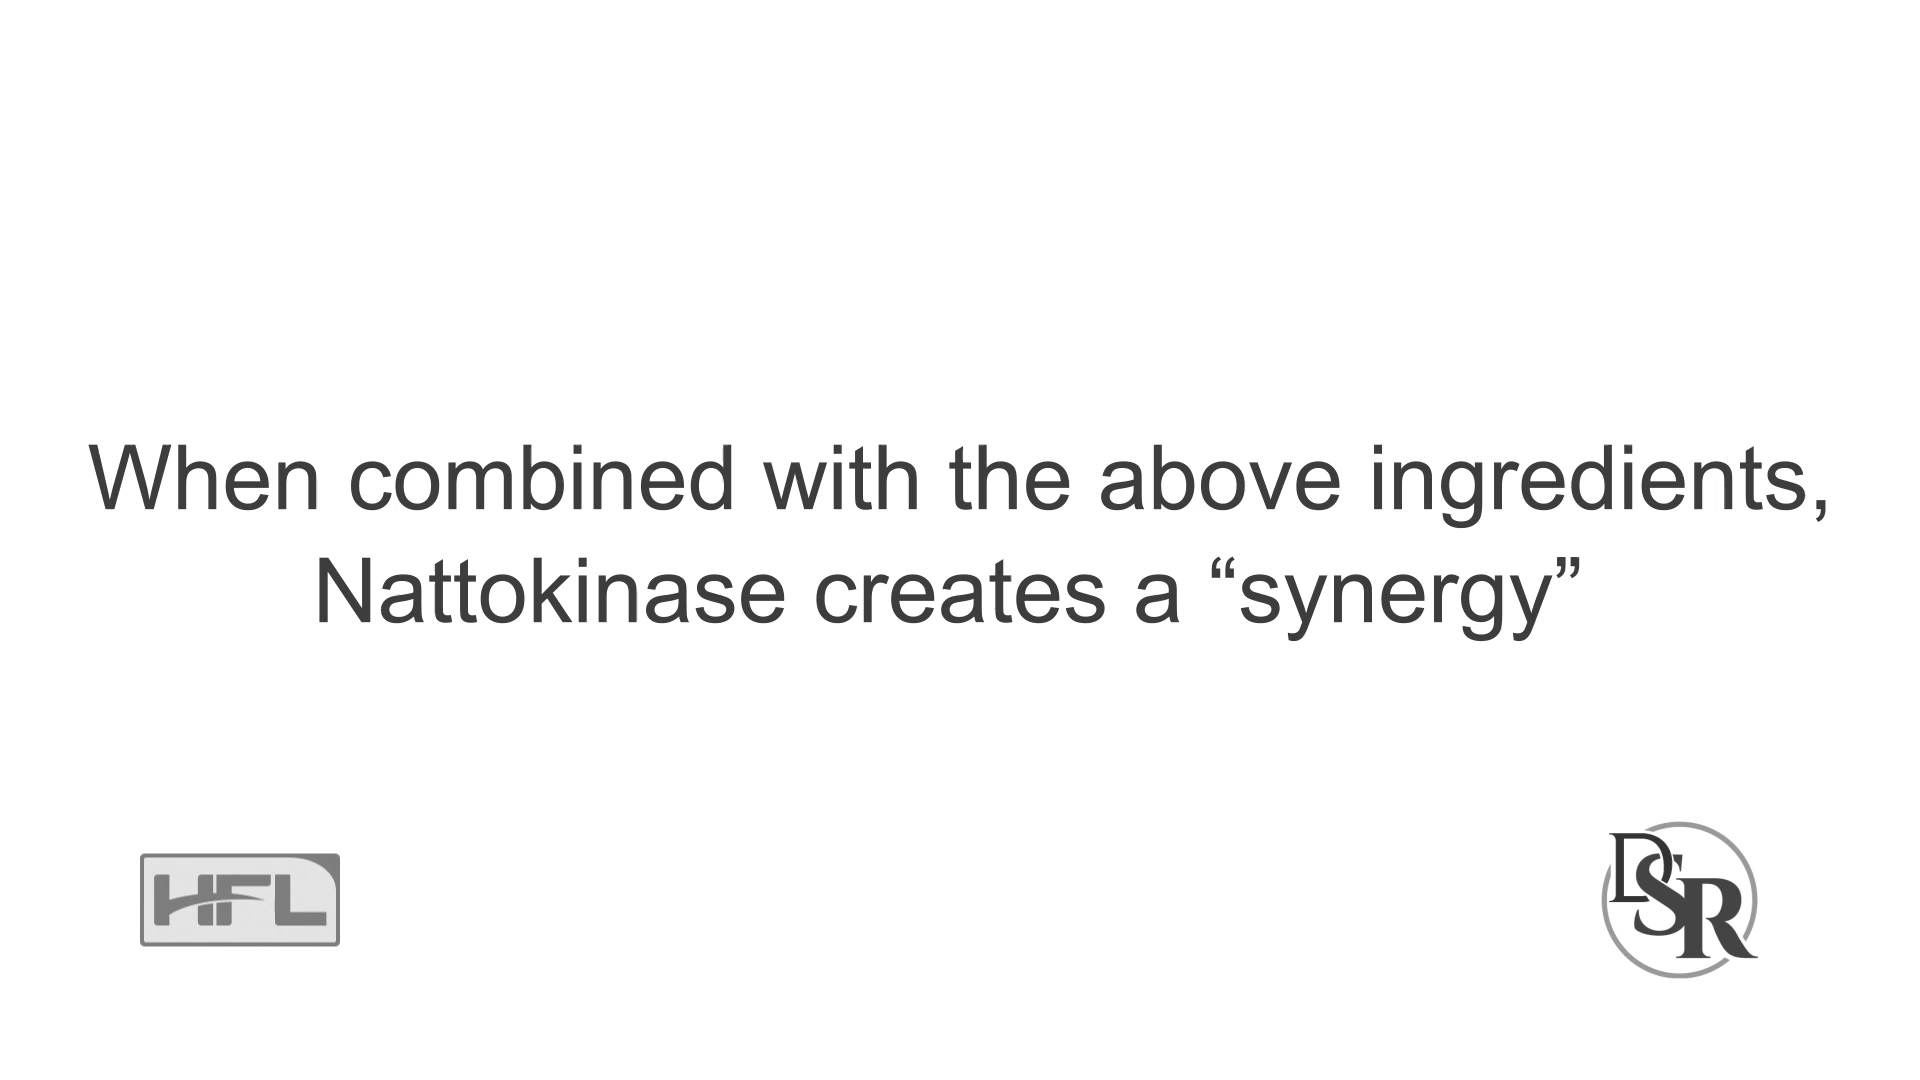 When combined with the above ingredients,
Nattokinase creates a “synergy”
HFL
DSR